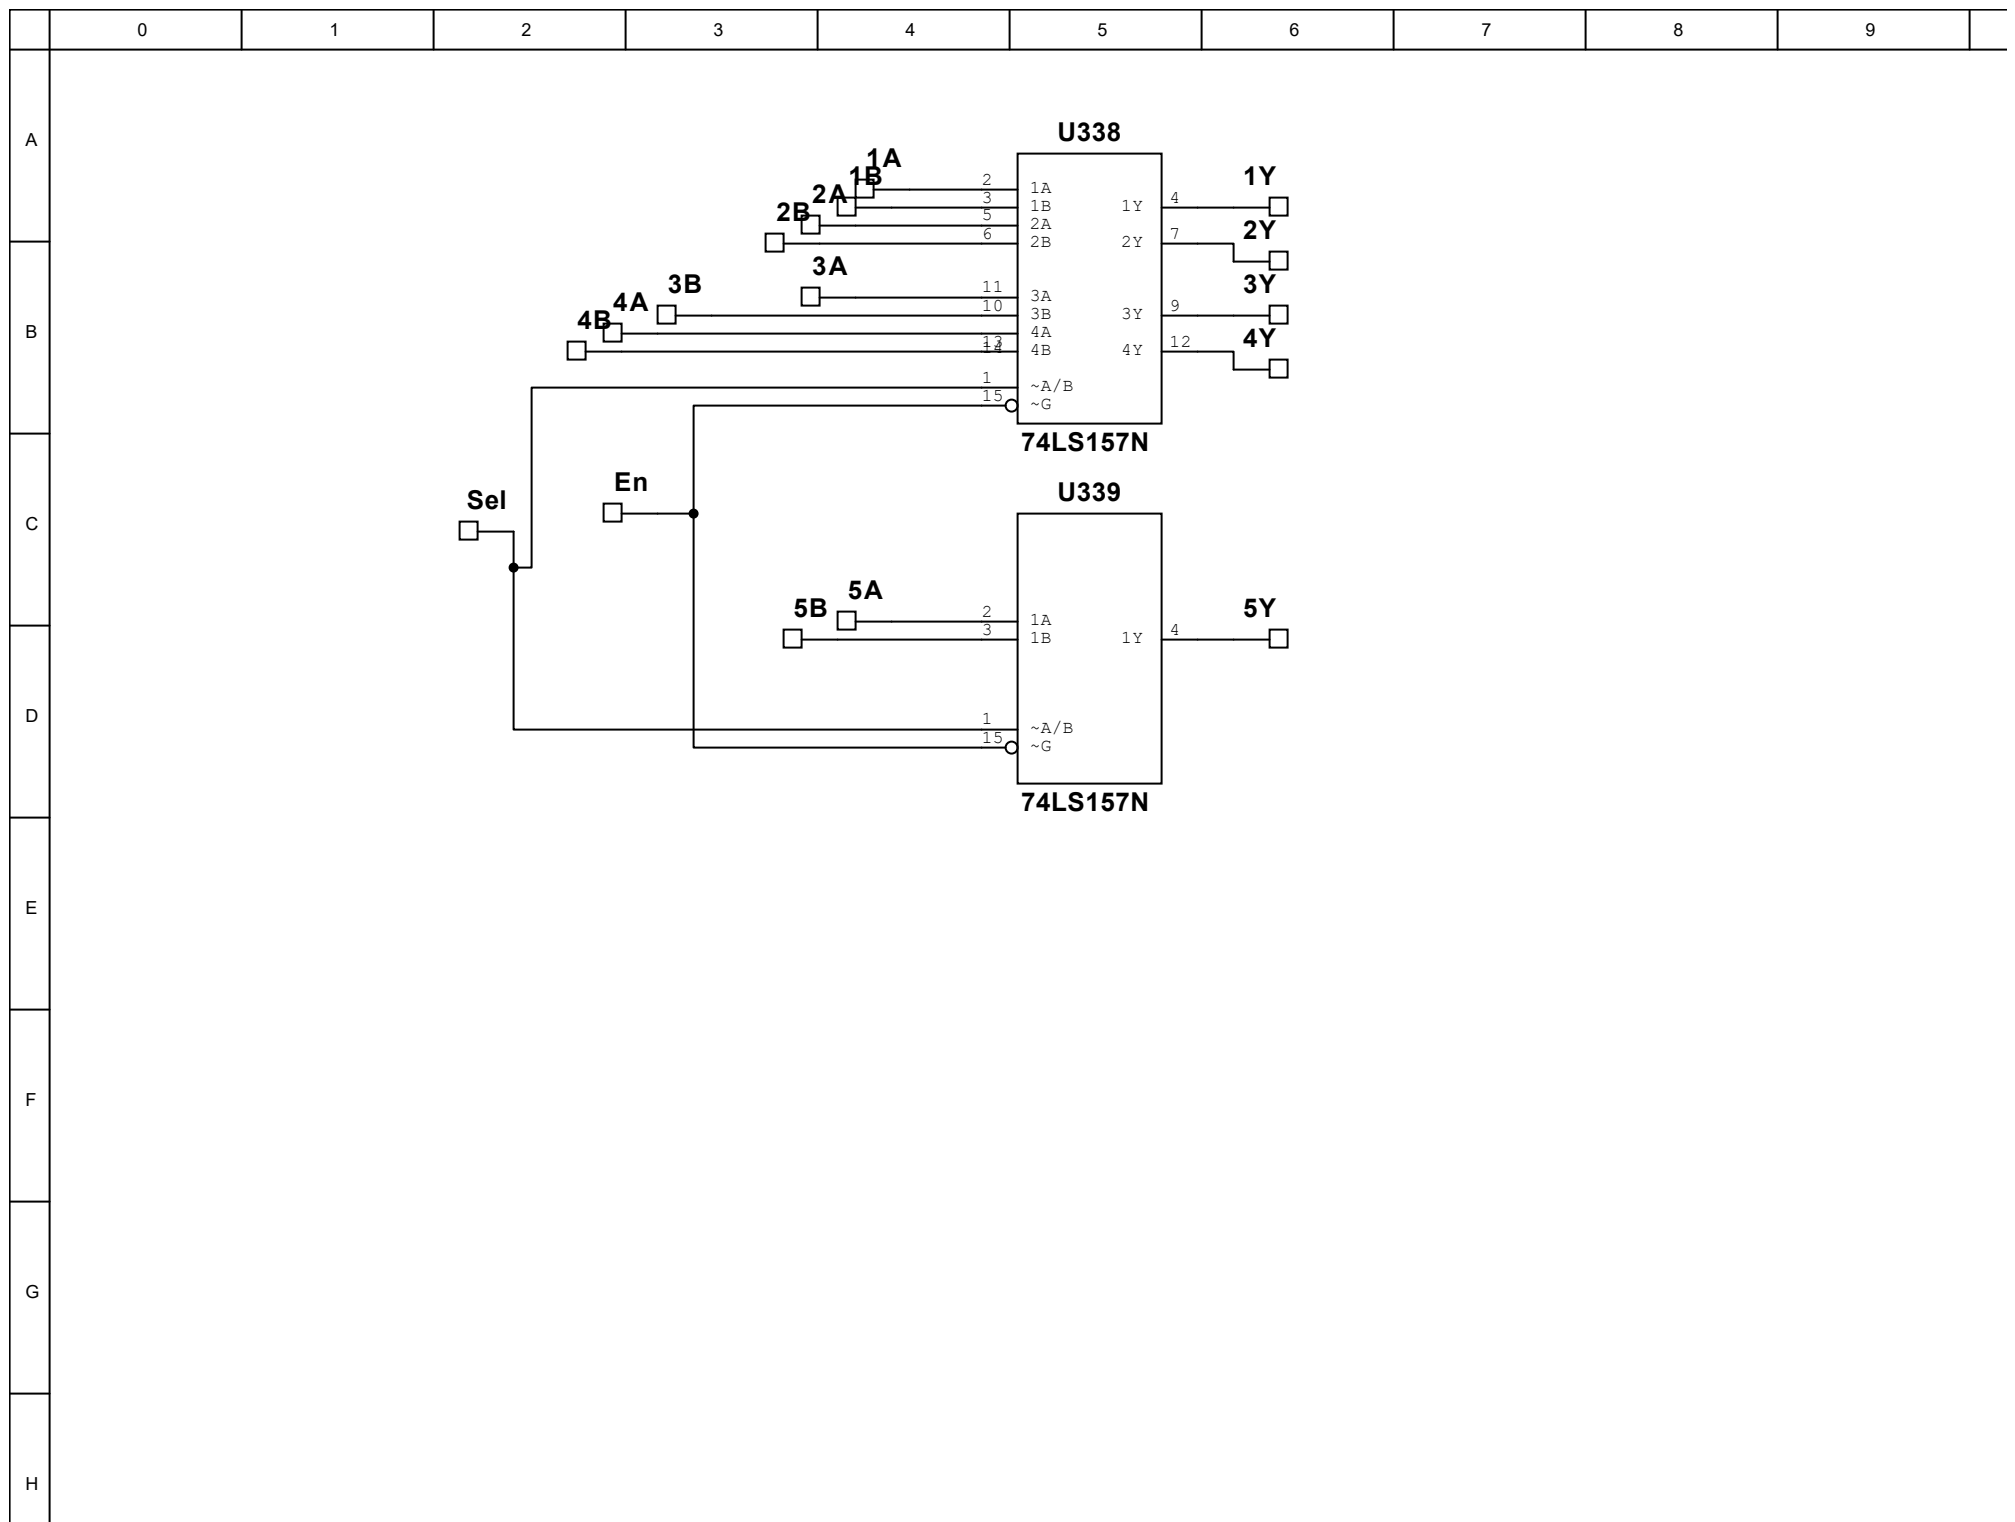 0 1 2 3 4 5 6 7 8 9
A
U338
1A
1B
2A
2B
2 1A
3 1B 1Y 4 1Y
5 2A
6 2B 2Y 7 2Y
3A
3B
4A
4B
11 3A
10 3B 3Y 9 3Y
4A
13
14 4B 4Y 12 4Y
B
1 ~A/B
15 ~G
74LS157N
U339
Sel
En
C
5A
5B
2 1A
3 1B 1Y 4 5Y
D
1 ~A/B
15 ~G
74LS157N
E
F
G
H